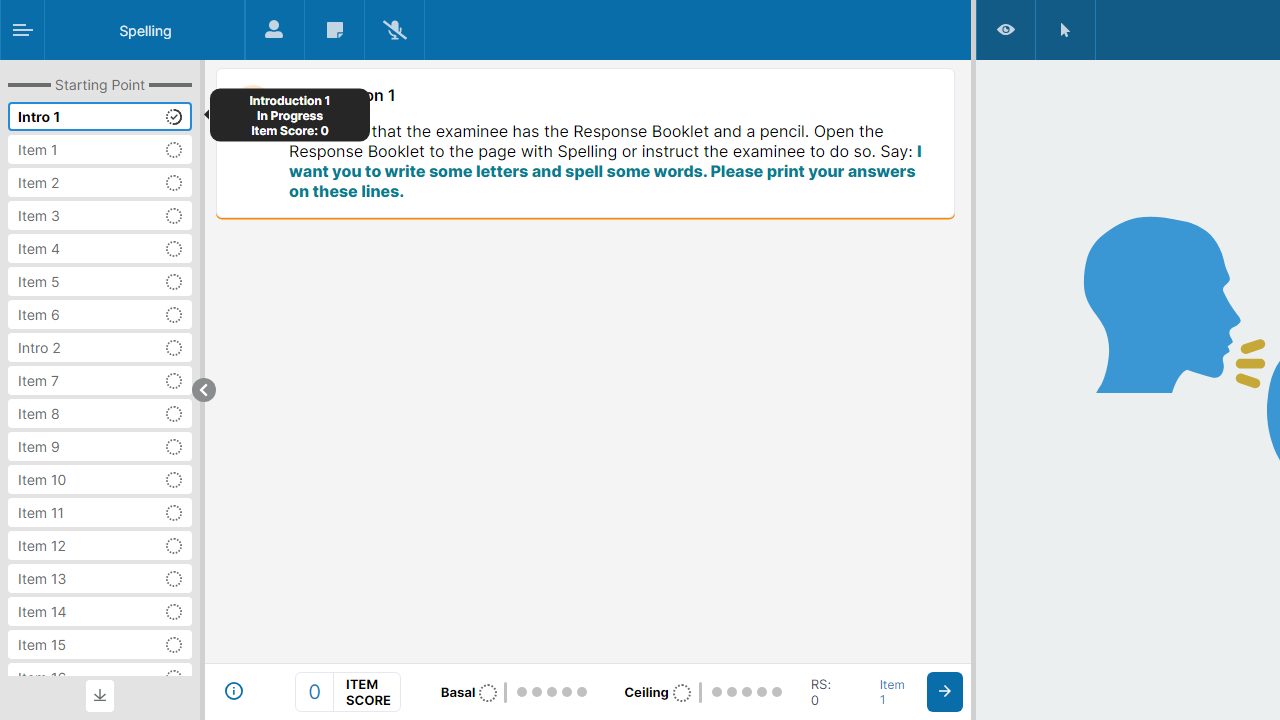 Spelling
Starting Point
Intro 1
Item 1
Item 2
Item 3
Item 4
Item 5
Item 6
Intro 2
Item 7
Item 8
Item 9
Item 10
Item 11
Item 12
Item 13
Item 14
Item 15
Introduction 1
In Progress
Item Score: 0
on 1
that the examinee has the Response Booklet and a pencil. Open the
Response Booklet to the page with Spelling or instruct the examinee to do so. Say: I
want you to write some letters and spell some words. Please print your answers
on these lines.
0
ITEM
SCORE
Basal
Ceiling
RS:
0
Item
1